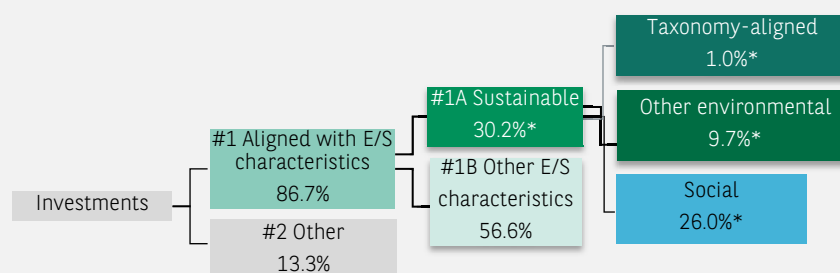 Taxonomy-aligned
1.0%*
#1A Sustainable
30.2%*
Other environmental
9.7%*
#1 Aligned with E/S
characteristics
86.7%
#1B Other E/S
characteristics
56.6%
Social
26.0%*
Investments
#2 Other
13.3%